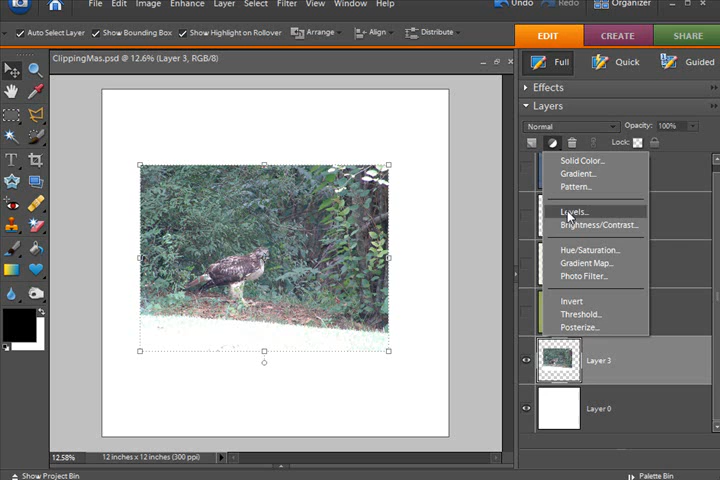 File Edit Image Enhance Layer Select Filter View Window Help Undo Redo Organizer
Auto Select Layer Show Bounding Box Show Highlight on Rollover Arrange Align Distribute EDIT CREATE SHARE
ClippingMas.psd @ 12.6% (Layer 3, RGB/8)
Full Quick Guided
Effects
Layers
Normal Opacity: 100%
Lock:
Solid Color...
Gradient...
Pattern...
Levels...
Brightness/Contrast...
Hue/Saturation...
Gradient Map...
Photo Filter...
Invert
Threshold...
Posterize...
Layer 3
Layer 0
12.58% 12 inches x 12 inches (300 ppi)
Show Project Bin Palette Bin